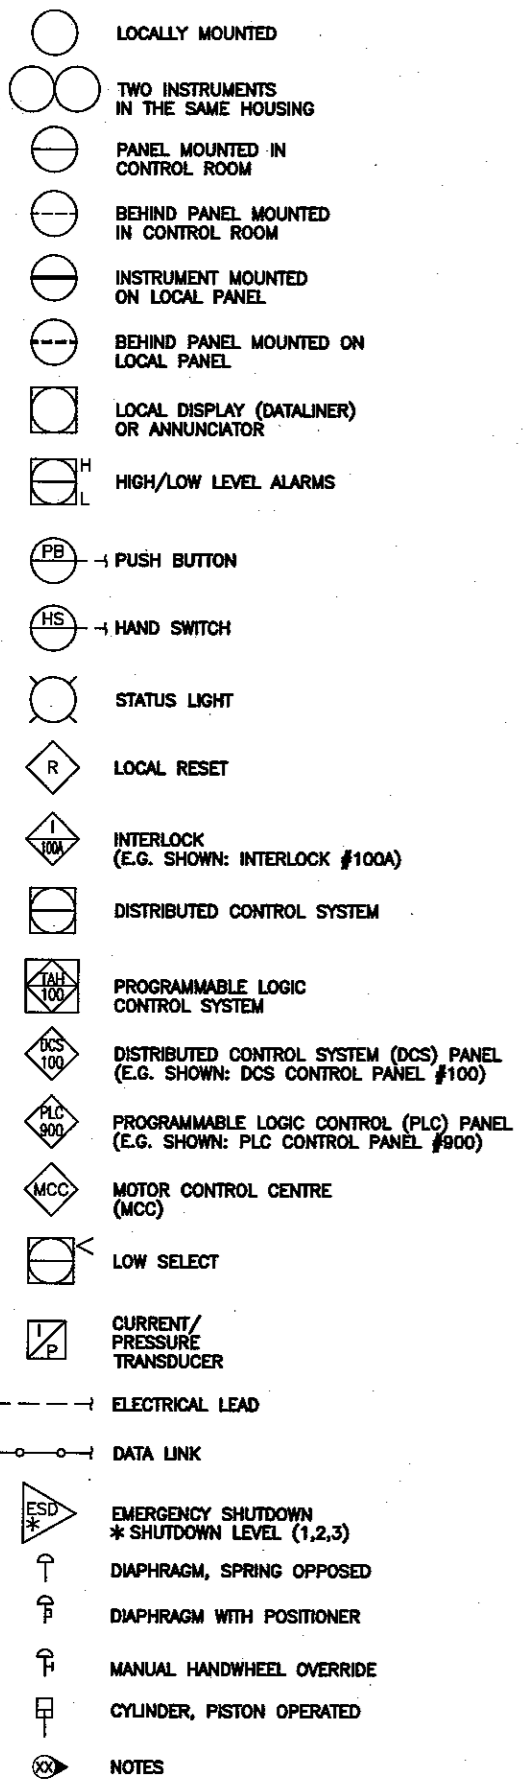 LOCALLY MOUNTED
TWO INSTRUMENTS
IN THE SAME HOUSING
PANEL MOUNTED IN
CONTROL ROOM
BEHIND PANEL MOUNTED
IN CONTROL ROOM
INSTRUMENT MOUNTED
ON LOCAL PANEL
BEHIND PANEL MOUNTED ON
LOCAL PANEL
LOCAL DISPLAY (DATALINER)
OR ANNUNCIATOR
H
L
HIGH/LOW LEVEL ALARMS
PB
PUSH BUTTON
HS
HAND SWITCH
STATUS LIGHT
R
LOCAL RESET
I
100A
INTERLOCK
(E.G. SHOWN: INTERLOCK #100A)
DISTRIBUTED CONTROL SYSTEM
TAH
100
PROGRAMMABLE LOGIC
CONTROL SYSTEM
DCS
100
DISTRIBUTED CONTROL SYSTEM (DCS) PANEL
(E.G. SHOWN: DCS CONTROL PANEL #100)
PLC
900
PROGRAMMABLE LOGIC CONTROL (PLC) PANEL
(E.G. SHOWN: PLC CONTROL PANEL #900)
MCC
MOTOR CONTROL CENTRE
(MCC)
<
LOW SELECT
I
P
CURRENT/
PRESSURE
TRANSDUCER
ELECTRICAL LEAD
DATA LINK
ESD
*
EMERGENCY SHUTDOWN
* SHUTDOWN LEVEL (1,2,3)
DIAPHRAGM, SPRING OPPOSED
DIAPHRAGM WITH POSITIONER
MANUAL HANDWHEEL OVERRIDE
CYLINDER, PISTON OPERATED
XX
NOTES